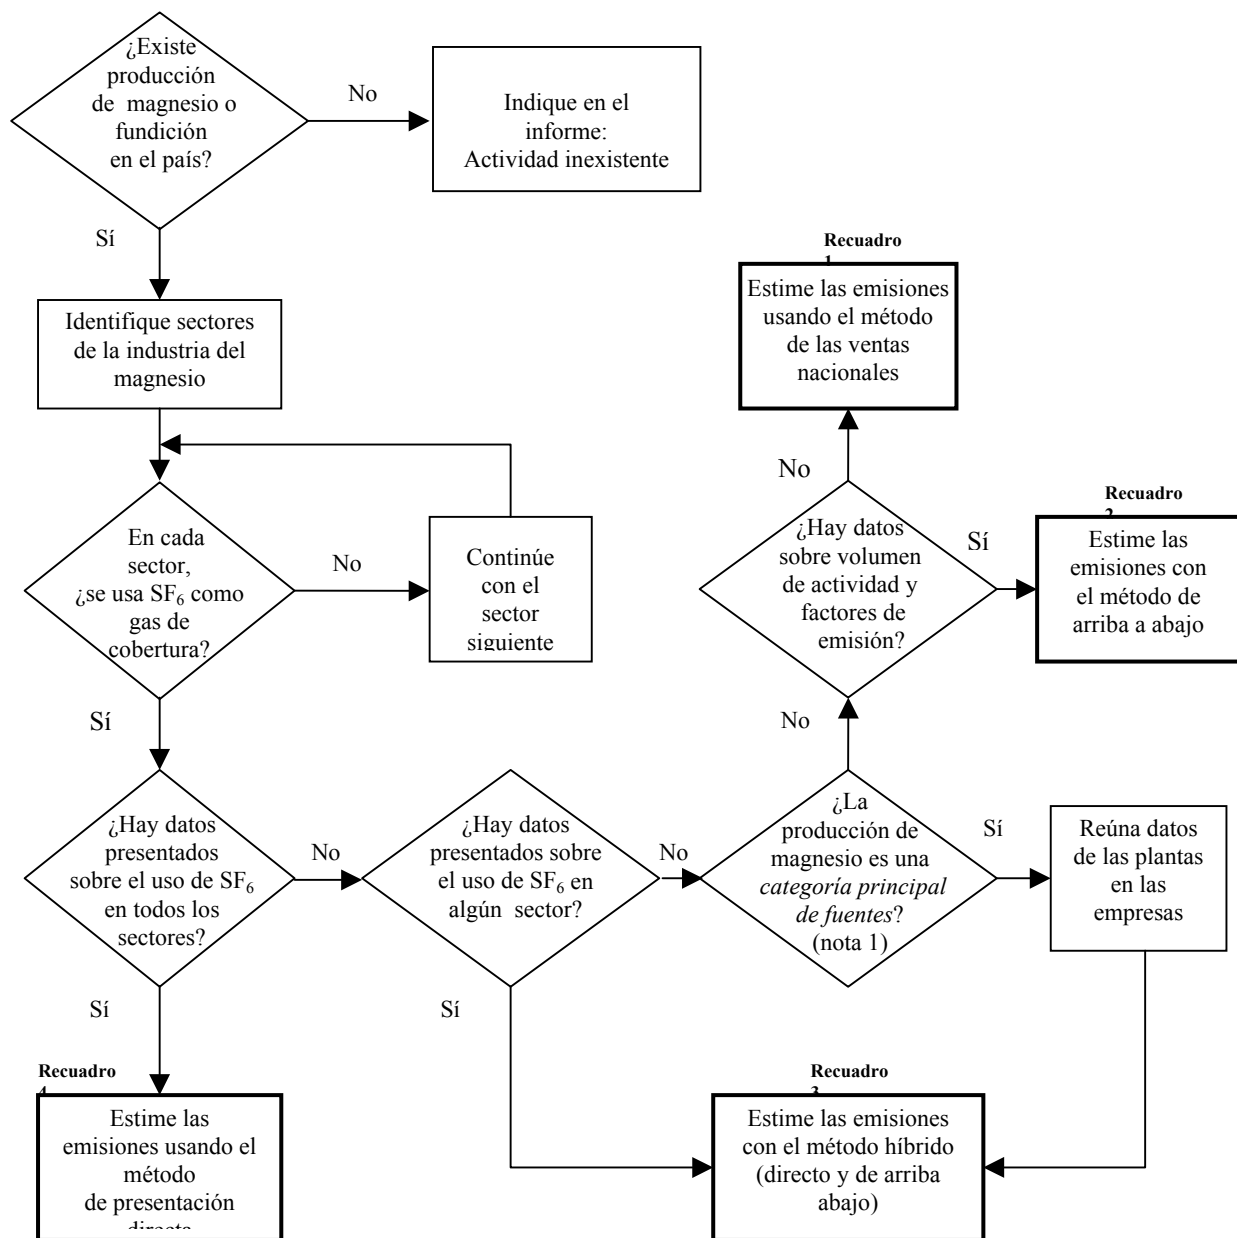 ¿Existe
producción
de magnesio o
fundición
en el país?
No
Indique en el
informe:
Actividad inexistente
Sí
Identifique sectores
de la industria del
magnesio
Recuadro
1
Estime las emisiones
usando el método
de las ventas
nacionales
No
En cada
sector,
¿se usa SF₆ como
gas de
cobertura?
No
Continúe
con el
sector
siguiente
¿Hay datos
sobre volumen
de actividad y
factores de
emisión?
Sí
Recuadro
2
Estime las
emisiones con
el método de
arriba a abajo
Sí
No
¿Hay datos
presentados
sobre el uso de SF₆
en todos los
sectores?
No
¿Hay datos
presentados sobre
el uso de SF₆ en
algún sector?
No
¿La
producción de
magnesio es una
categoría principal
de fuentes?
(nota 1)
Sí
Reúna datos
de las plantas
en las
empresas
Sí
Sí
Recuadro
4
Estime las
emisiones usando el
método
de presentación
directa
Recuadro
3
Estime las emisiones
con el método híbrido
(directo y de arriba
abajo)